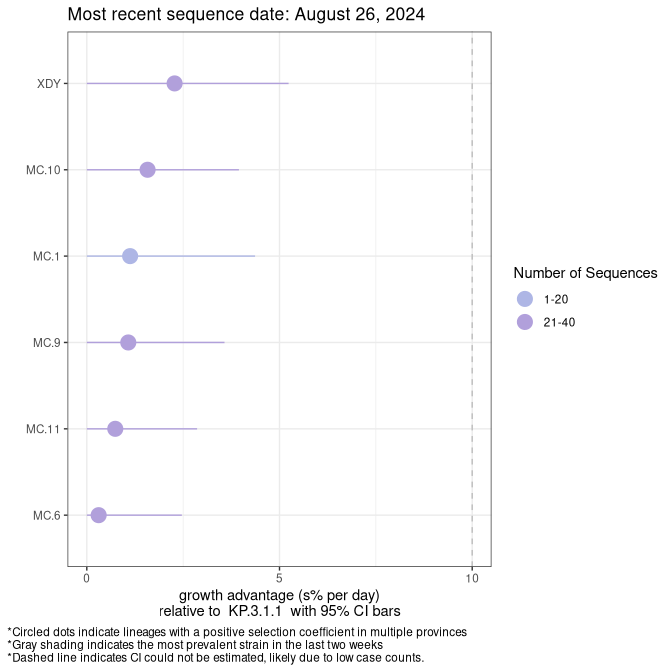 Most recent sequence date: August 26, 2024
XDY
MC.10
MC.1
MC.9
MC.11
MC.6
0 5 10
growth advantage (s% per day)
relative to KP.3.1.1 with 95% CI bars
Number of Sequences
1-20
21-40
*Circled dots indicate lineages with a positive selection coefficient in multiple provinces
*Gray shading indicates the most prevalent strain in the last two weeks
*Dashed line indicates CI could not be estimated, likely due to low case counts.